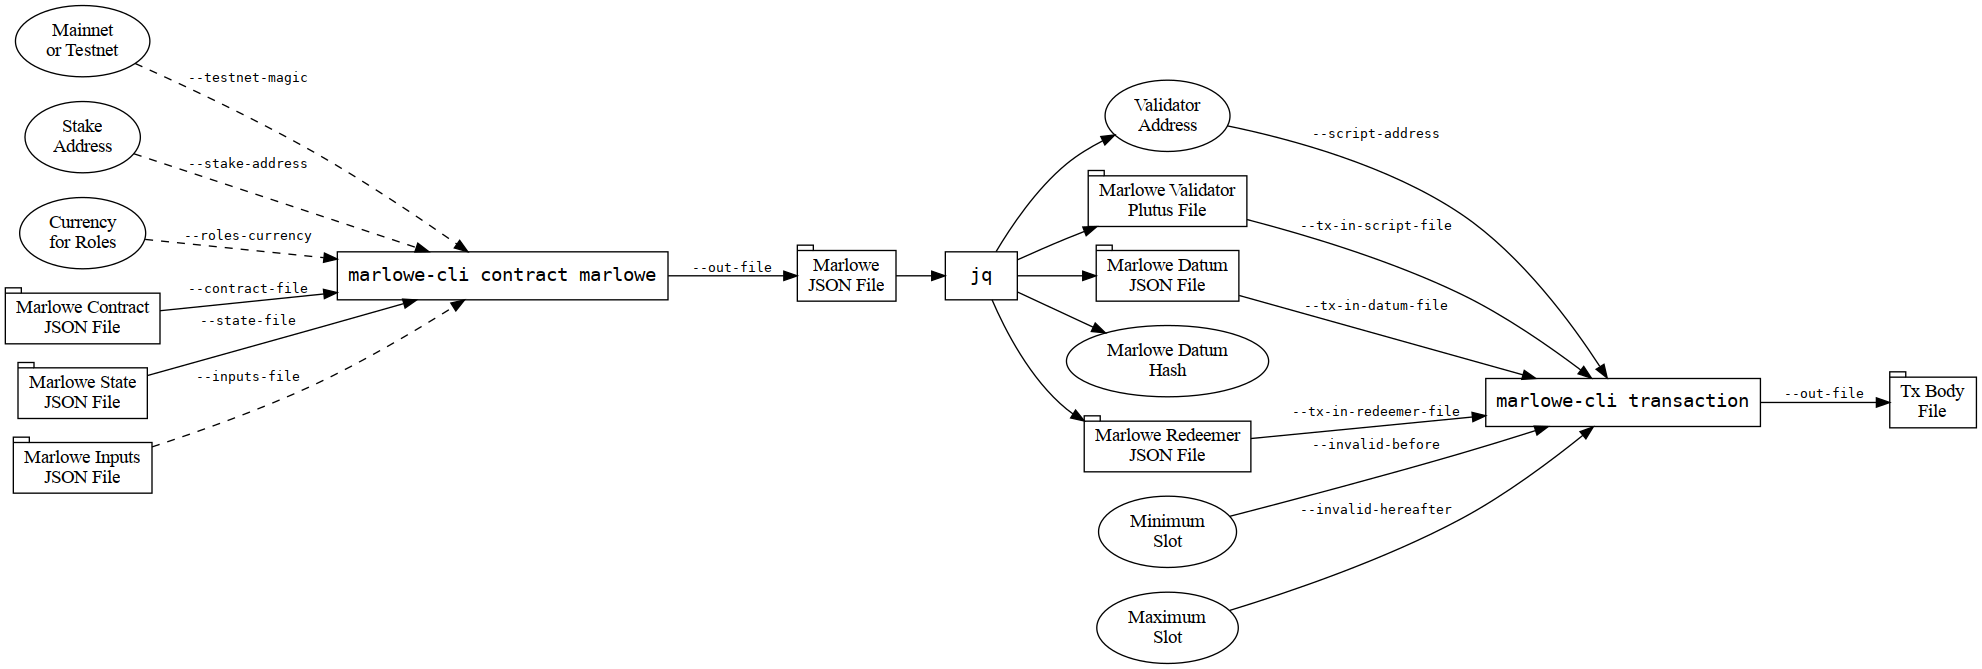 Mainnet
or Testnet
--testnet-magic
Stake
Address
--stake-address
Currency
for Roles
--roles-currency
Marlowe Contract
JSON File
--contract-file
Marlowe State
JSON File
--state-file
Marlowe Inputs
JSON File
--inputs-file
marlowe-cli contract marlowe
--out-file
Marlowe
JSON File
jq
Validator
Address
--script-address
Marlowe Validator
Plutus File
--tx-in-script-file
Marlowe Datum
JSON File
--tx-in-datum-file
Marlowe Datum
Hash
Marlowe Redeemer
JSON File
--tx-in-redeemer-file
--invalid-before
Minimum
Slot
--invalid-hereafter
Maximum
Slot
marlowe-cli transaction
--out-file
Tx Body
File